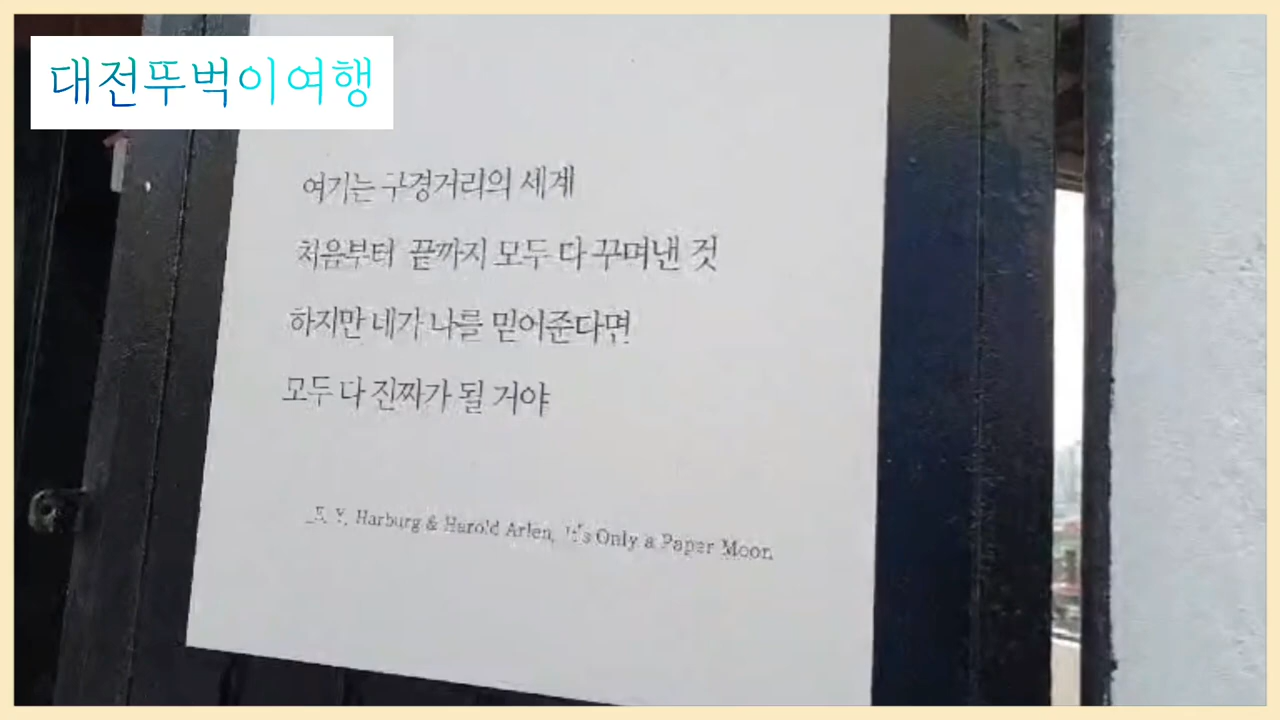 대전뚜벅이여행
여기는 구경거리의 세계
처음부터 끝까지 모두 다 꾸며낸 것
하지만 네가 나를 믿어준다면
모두 다 진짜가 될 거야
_E. Y. Harburg & Harold Arlen, It's Only a Paper Moon